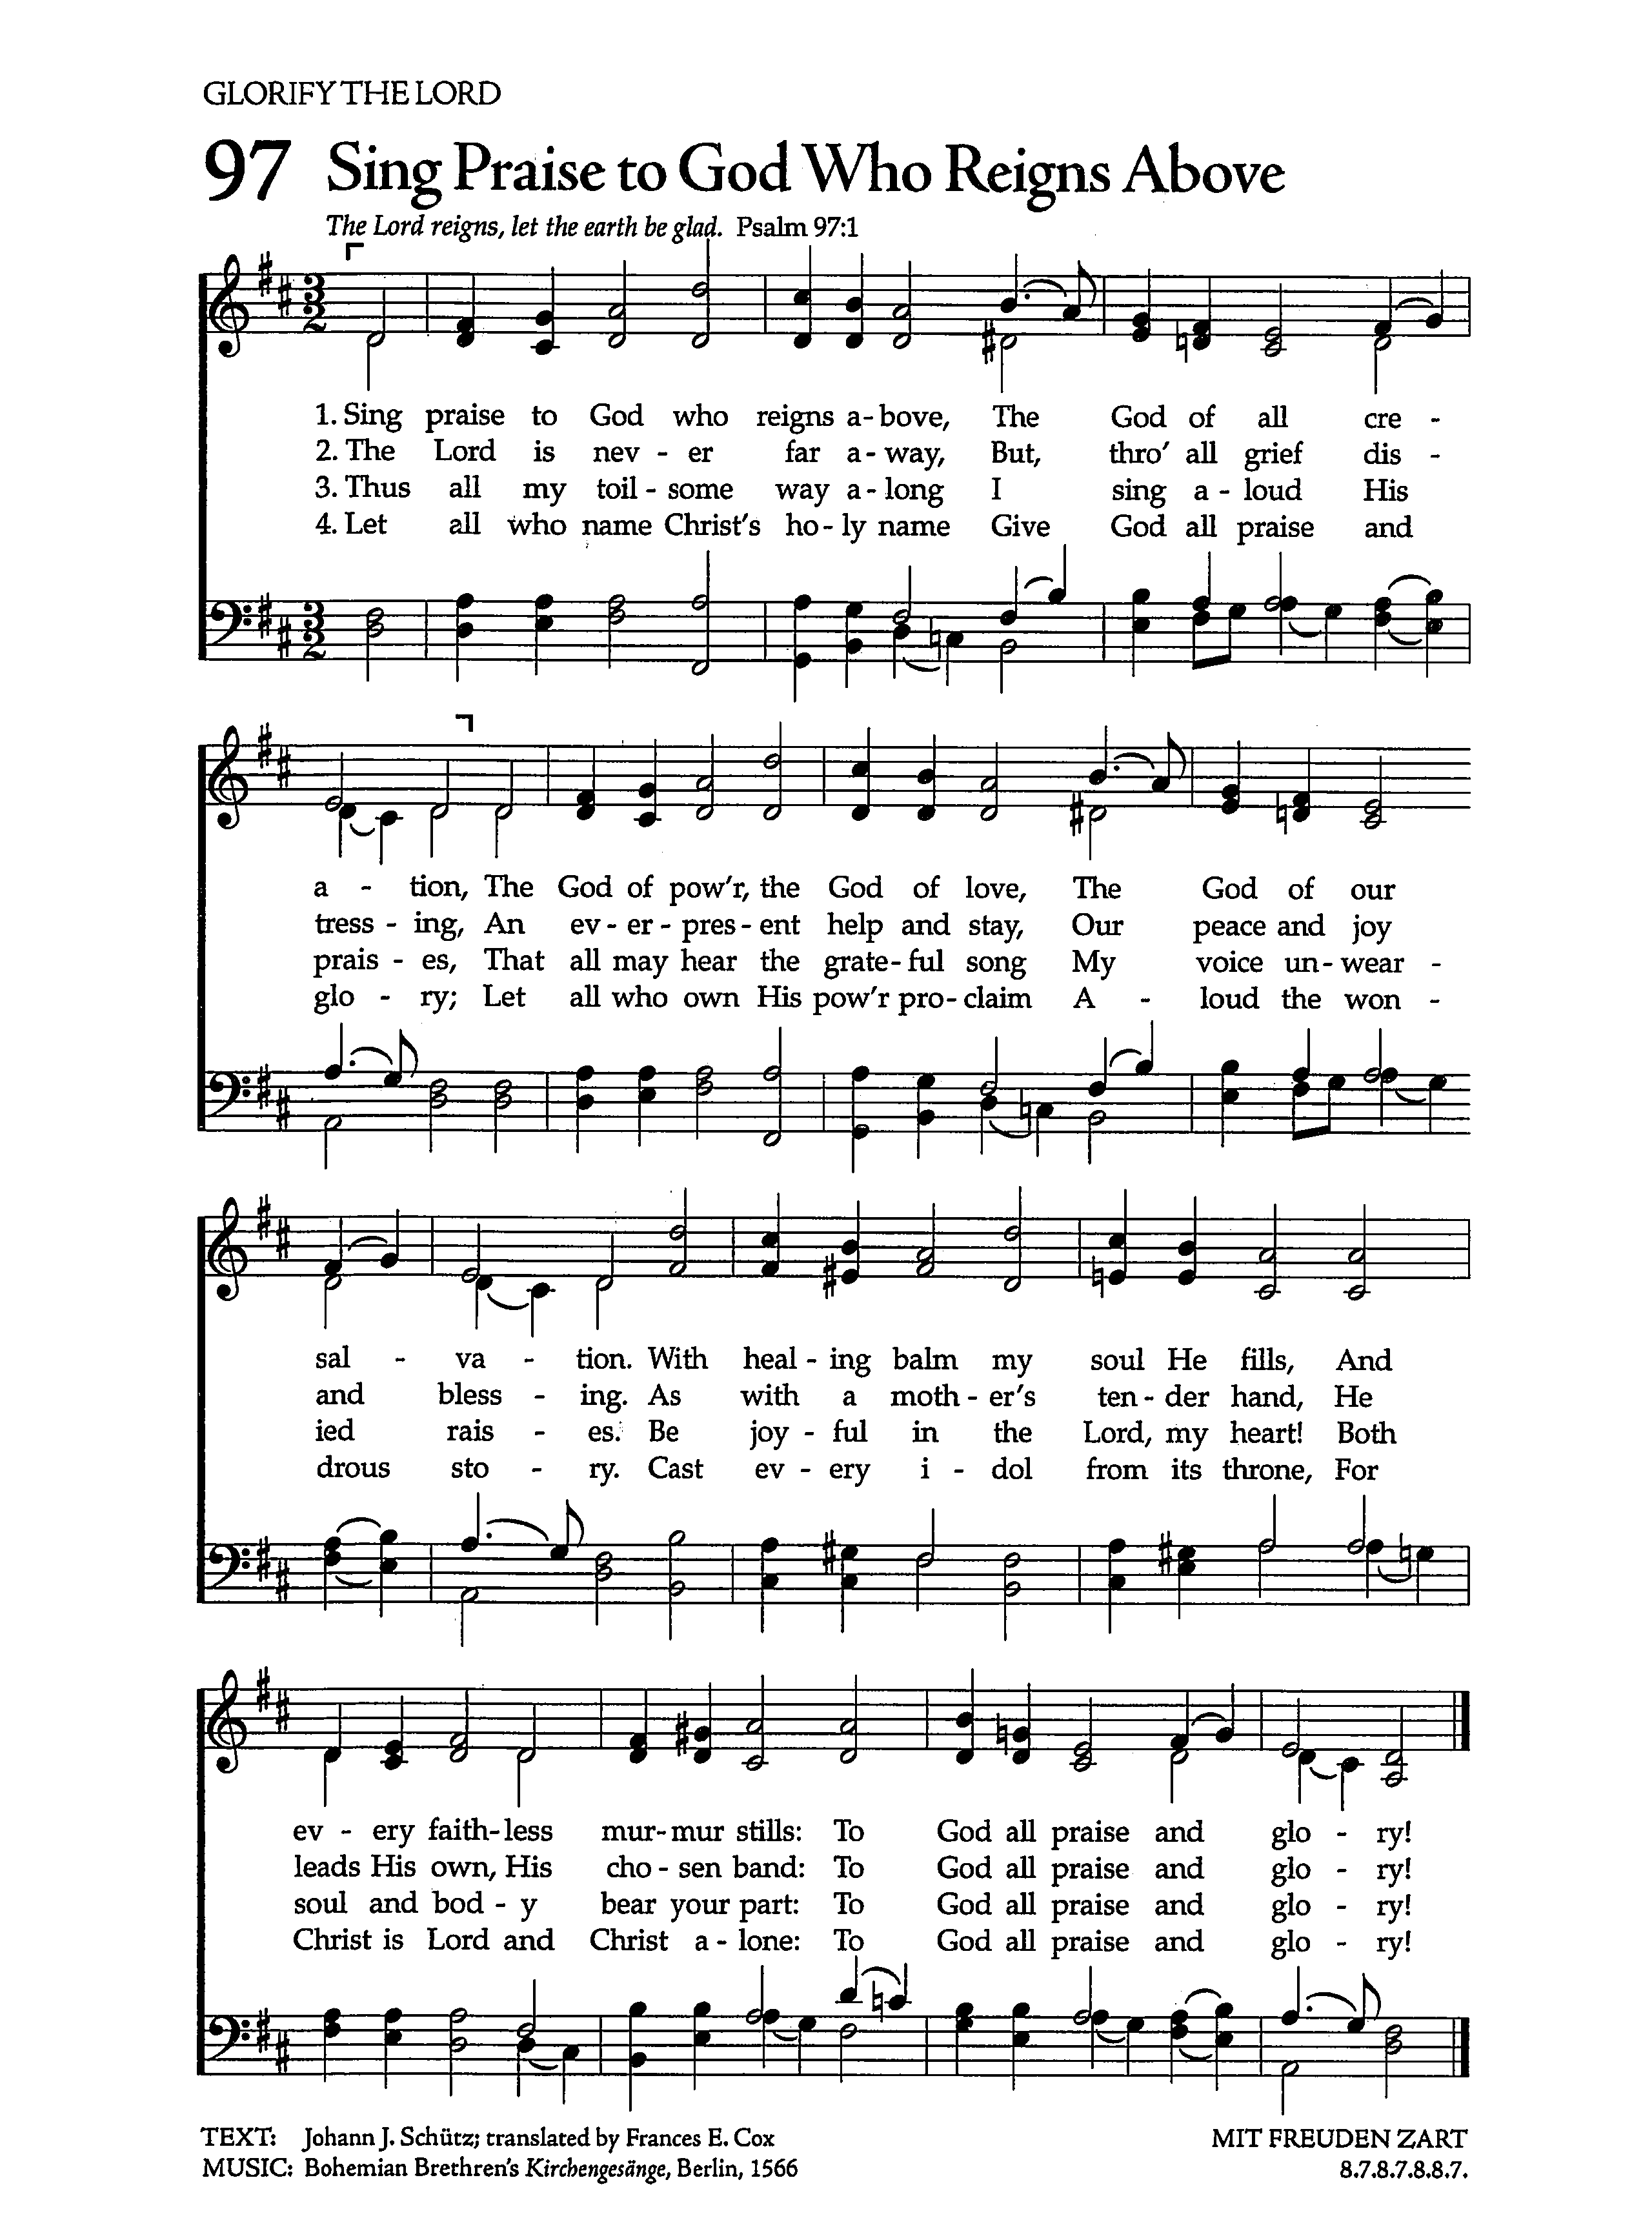 GLORIFY THE LORD
97 Sing Praise to God Who Reigns Above
The Lord reigns, let the earth be glad. Psalm 97:1
1. Sing praise to God who reigns a-bove, The God of all cre -
2. The Lord is nev - er far a-way, But, thro' all grief dis -
3. Thus all my toil - some way a-long I sing a - loud His
4. Let all who name Christ's ho-ly name Give God all praise and
a - tion, The God of pow'r, the God of love, The God of our
tress - ing, An ev-er-pres-ent help and stay, Our peace and joy
prais - es, That all may hear the grate-ful song My voice un-wear -
glo - ry; Let all who own His pow'r pro-claim A - loud the won -
sal - va - tion. With heal - ing balm my soul He fills, And
and bless - ing. As with a moth - er's ten-der hand, He
ied rais - es. Be joy - ful in the Lord, my heart! Both
drous sto - ry. Cast ev - ery i - dol from its throne, For
ev - ery faith-less mur-mur stills: To God all praise and glo - ry!
leads His own, His cho - sen band: To God all praise and glo - ry!
soul and bod - y bear your part: To God all praise and glo - ry!
Christ is Lord and Christ a - lone: To God all praise and glo - ry!
TEXT: Johann J. Schütz; translated by Frances E. Cox MIT FREUDEN ZART
MUSIC: Bohemian Brethren's Kirchengesänge, Berlin, 1566 8.7.8.7.8.8.7.